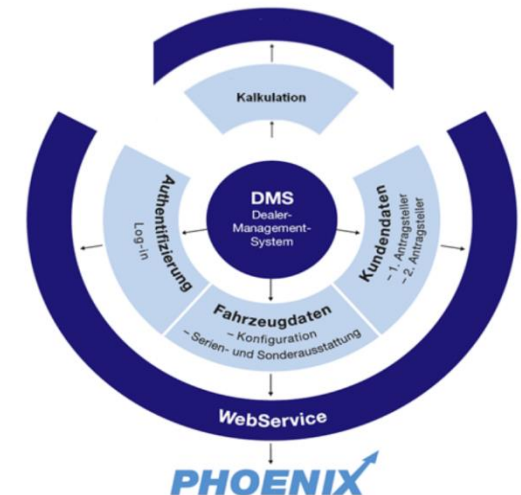 Kalkulation
DMS
Dealer-
Management-
System
Authentifizierung
Log-in
Kundendaten
– 1. Antragsteller
– 2. Antragsteller
Fahrzeugdaten
– Konfiguration
– Serien- und Sonderausstattung
WebService
PHOENIX